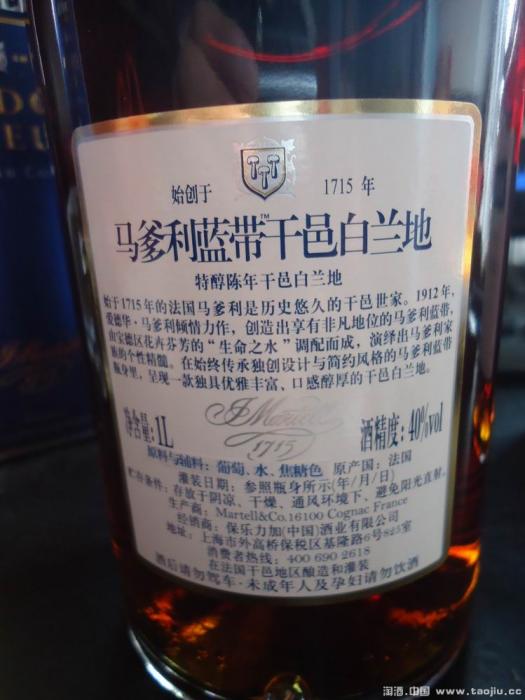 始创于 1715 年
马爹利蓝带™干邑白兰地
特醇陈年干邑白兰地
始于1715年的法国马爹利是历史悠久的干邑世家。1912年,
爱德华·马爹利倾情力作，创造出享有非凡地位的马爹利蓝带,
由宝德区花卉芬芳的“生命之水”调配而成，演绎出马爹利家
族的个性精髓。在始终传承独创设计与简约风格的马爹利蓝带
瓶身里，呈现一款独具优雅丰富、口感醇厚的干邑白兰地。
净含量:1L
J Martell
1715
酒精度: 40%vol
原料与辅料: 葡萄、水、焦糖色 原产国: 法国
灌装日期: 参照瓶身所示(年/月/日)
贮存条件: 存放于阴凉、干燥、通风环境下、避免阳光直射。
生产商: Martell&Co.16100 Cognac France
经销商: 保乐力加(中国)酒业有限公司
地址: 上海市外高桥保税区基隆路6号825室
消费者热线: 400 690 2618
在法国干邑地区酿造和灌装
酒后请勿驾车·未成年人及孕妇请勿饮酒
淘酒.中国 www.taojiu.cc